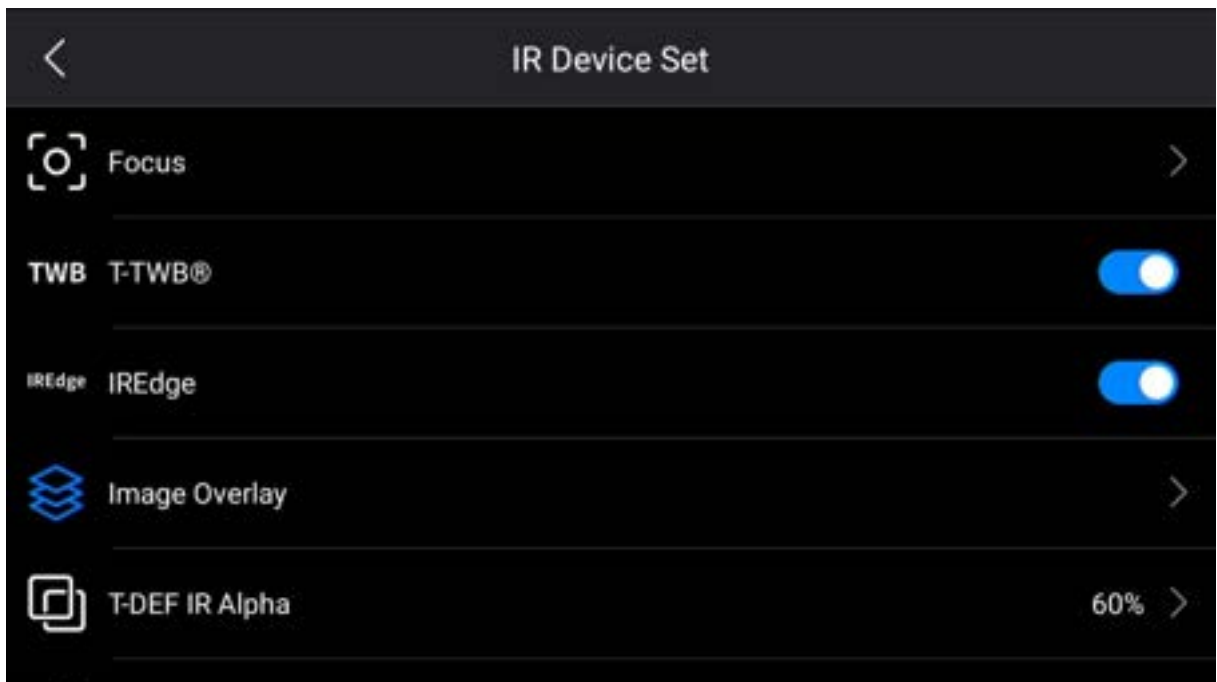 IR Device Set
Focus
TWB T-TWB®
IREdge IREdge
Image Overlay
T-DEF IR Alpha 60%